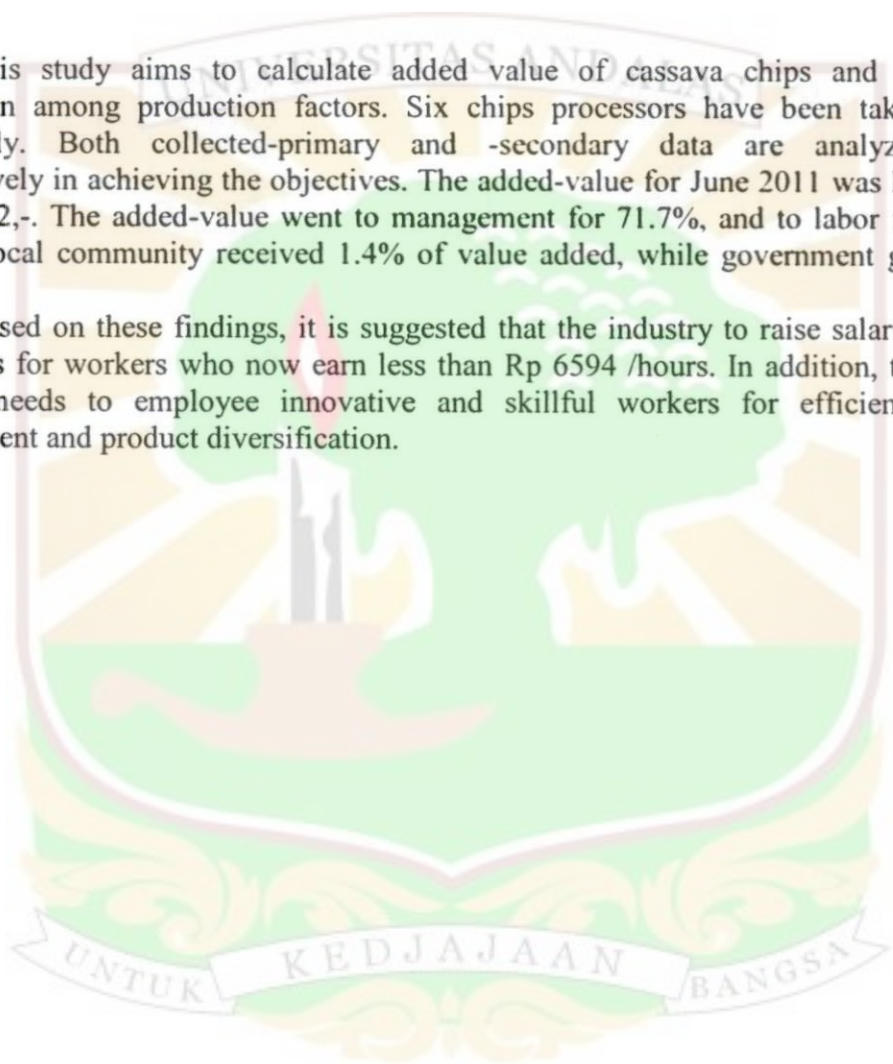 UNIVERSITAS ANDALAS
is study aims to calculate added value of cassava chips and
n among production factors. Six chips processors have been tak
ly. Both collected-primary and -secondary data are analyz
vely in achieving the objectives. The added-value for June 2011 was
2,-. The added-value went to management for 71.7%, and to labor
ocal community received 1.4% of value added, while government g
sed on these findings, it is suggested that the industry to raise salar
s for workers who now earn less than Rp 6594 /hours. In addition, t
needs to employee innovative and skillful workers for efficien
ent and product diversification.
UNTUK KEDJAJAAN BANGSA